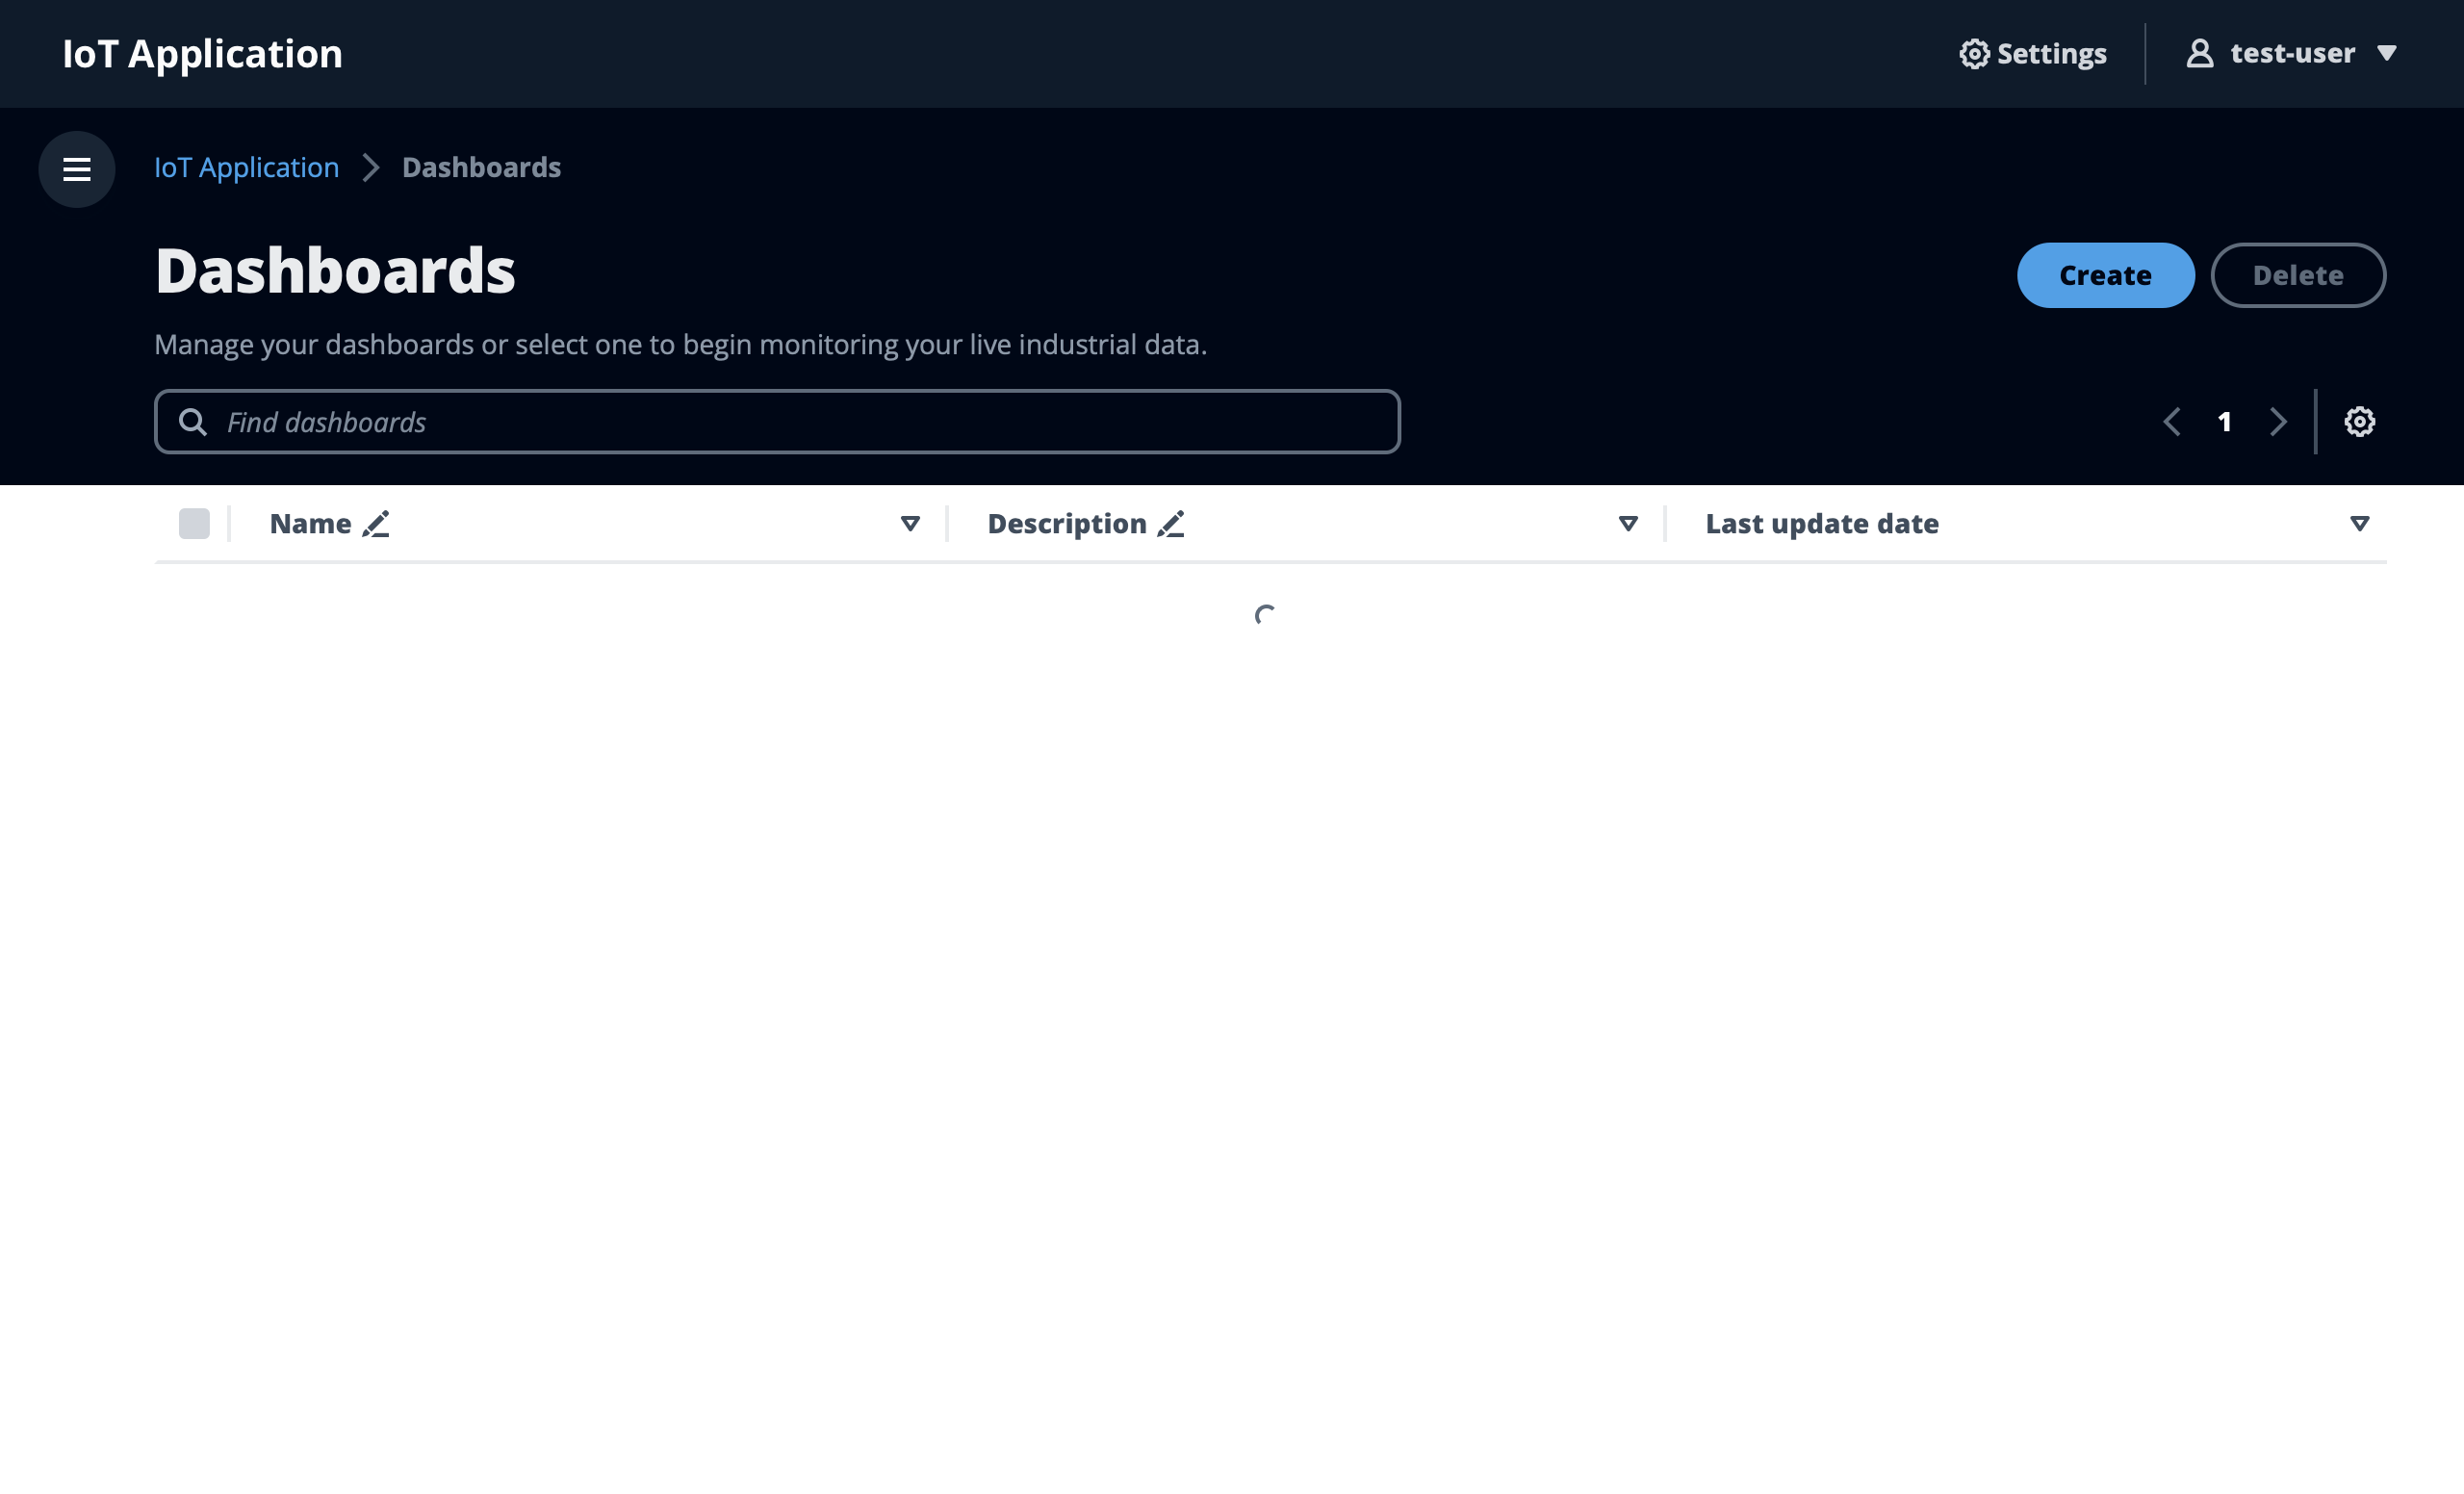 IoT Application
Settings
test-user
IoT Application
Dashboards
Dashboards
Create
Delete
Manage your dashboards or select one to begin monitoring your live industrial data.
Find dashboards
1
Name
Description
Last update date